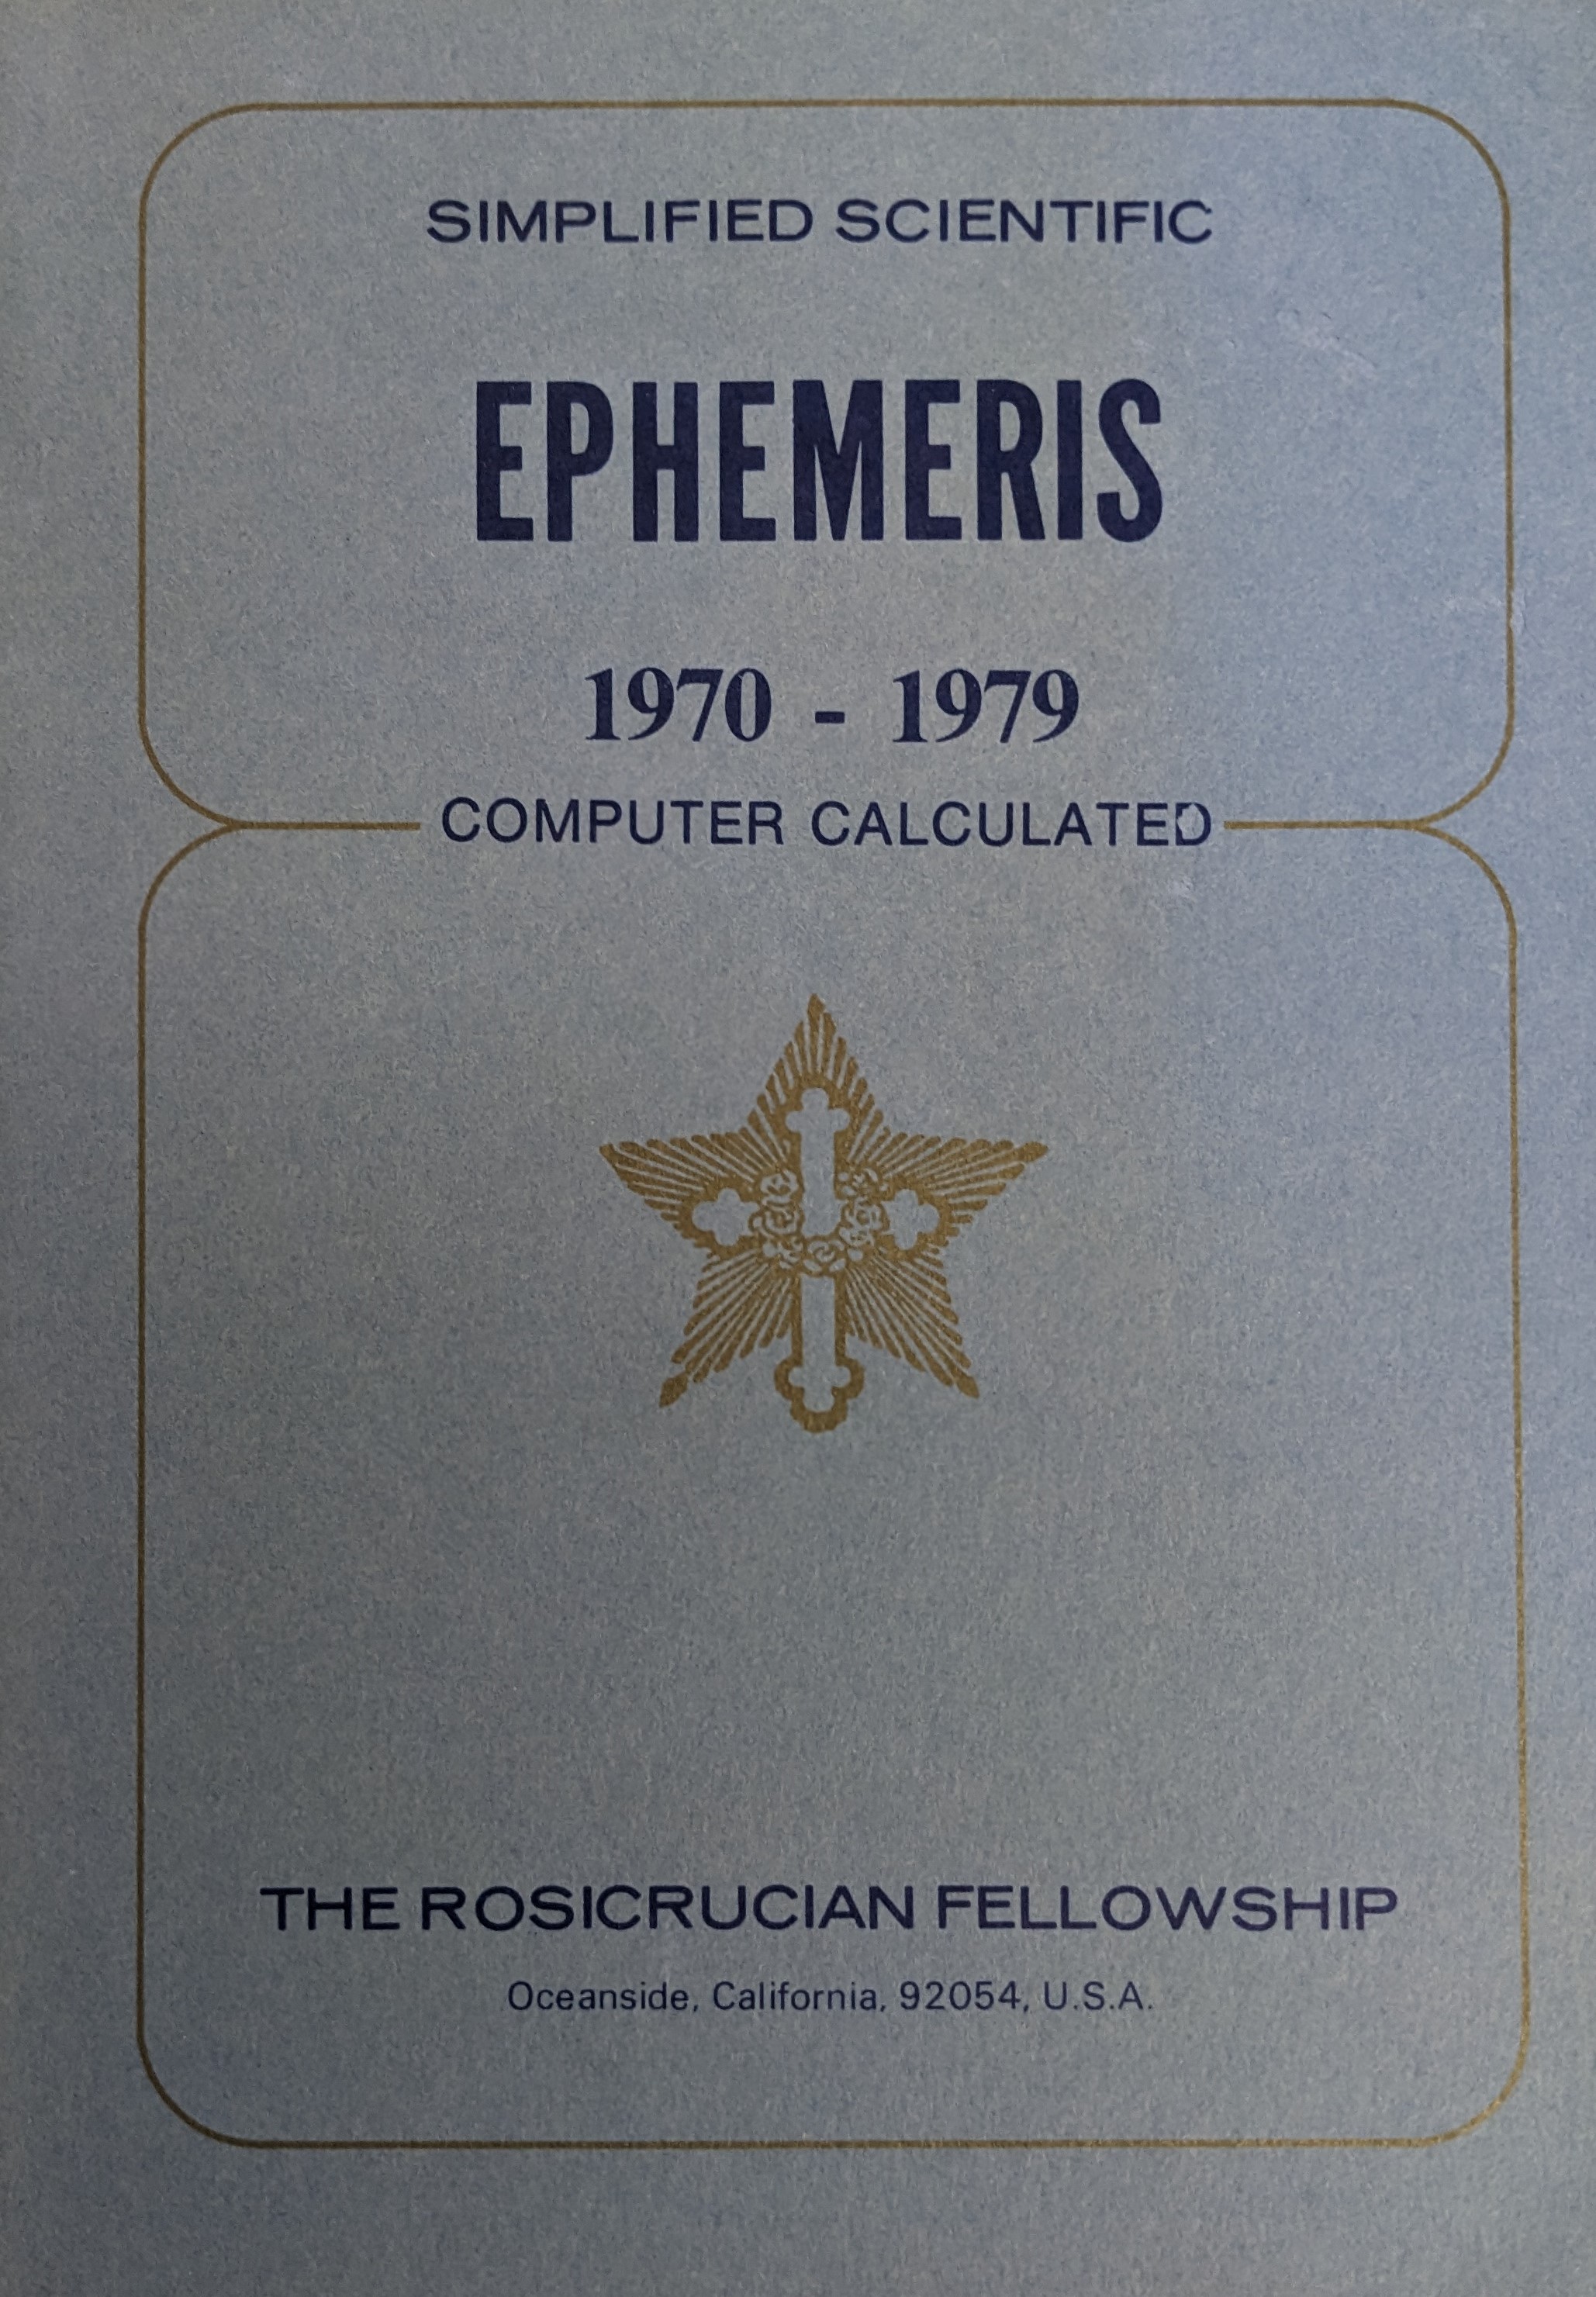 SIMPLIFIED SCIENTIFIC
EPHEMERIS
1970 - 1979
COMPUTER CALCULATED
THE ROSICRUCIAN FELLOWSHIP
Oceanside, California, 92054, U.S.A.